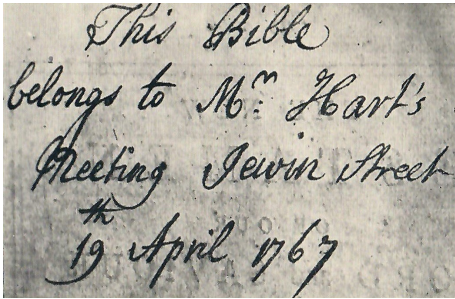 This Bible
belongs to Mr. Hart's
Meeting Jewin Street
19th April 1767